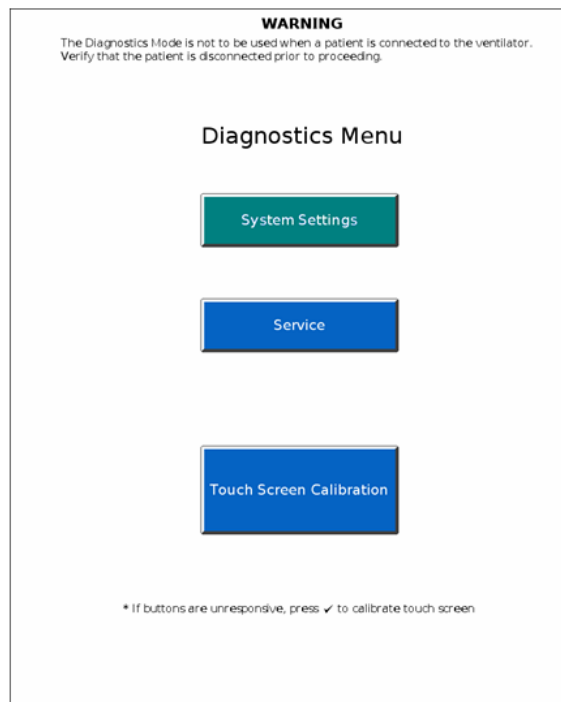 WARNING
The Diagnostics Mode is not to be used when a patient is connected to the ventilator.
Verify that the patient is disconnected prior to proceeding.
Diagnostics Menu
System Settings
Service
Touch Screen Calibration
* If buttons are unresponsive, press ✓ to calibrate touch screen